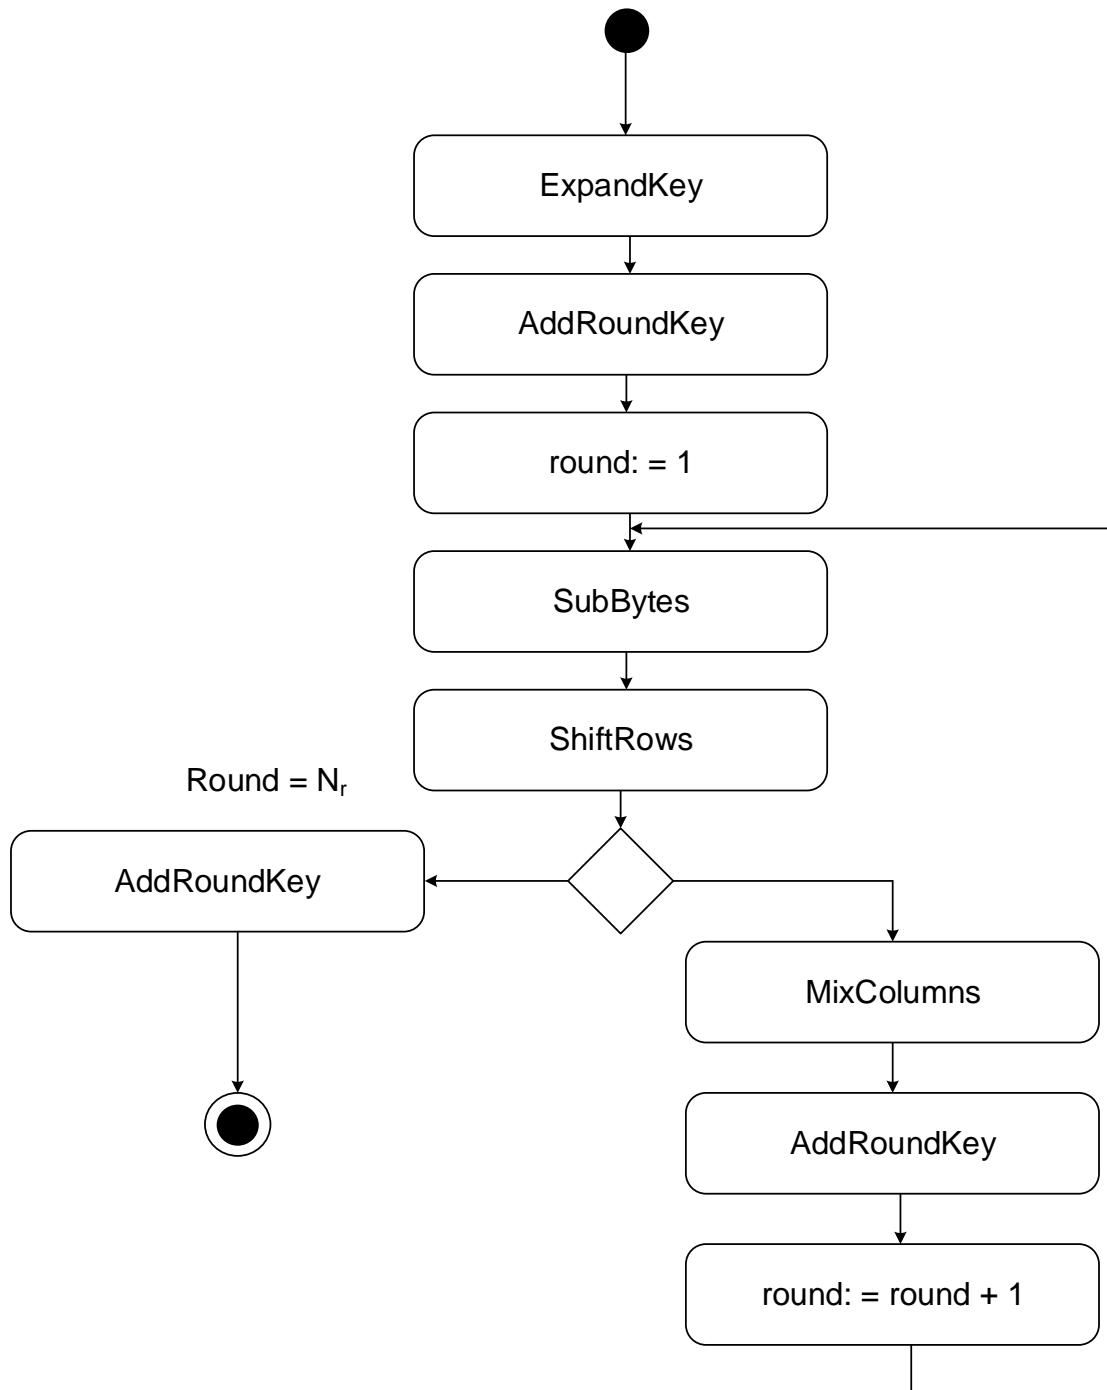 ExpandKey
AddRoundKey
round: = 1
SubBytes
ShiftRows
Round = Nᵣ
AddRoundKey
MixColumns
AddRoundKey
round: = round + 1